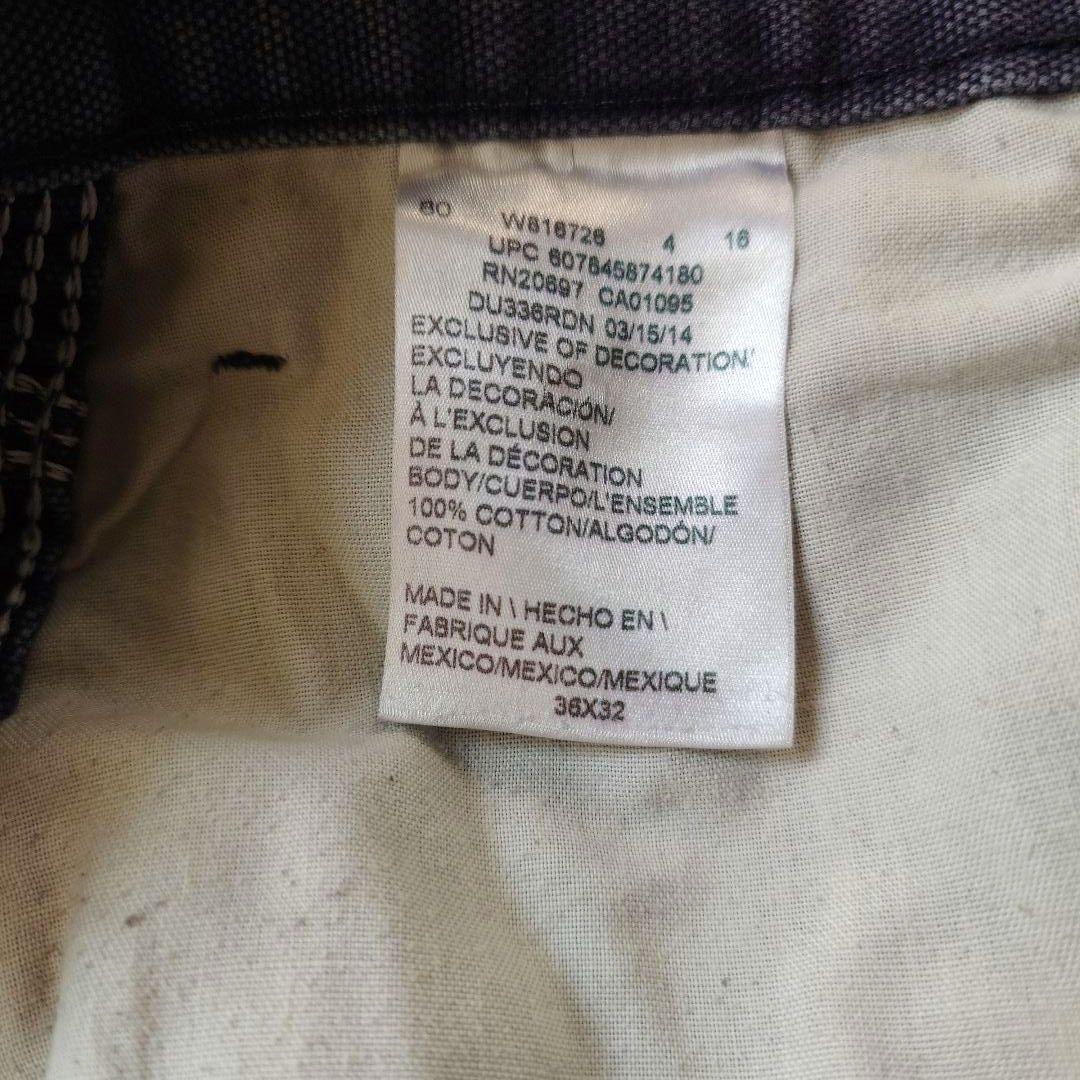 60 W816726 4 16
UPC 607645874180
RN20697 CA01095
DU336RDN 03/15/14
EXCLUSIVE OF DECORATION/
EXCLUYENDO
LA DECORACIÓN/
À L'EXCLUSION
DE LA DÉCORATION
BODY/CUERPO/L'ENSEMBLE
100% COTTON/ALGODÓN/
COTON
MADE IN \ HECHO EN \
FABRIQUE AUX
MEXICO/MEXICO/MEXIQUE
36X32